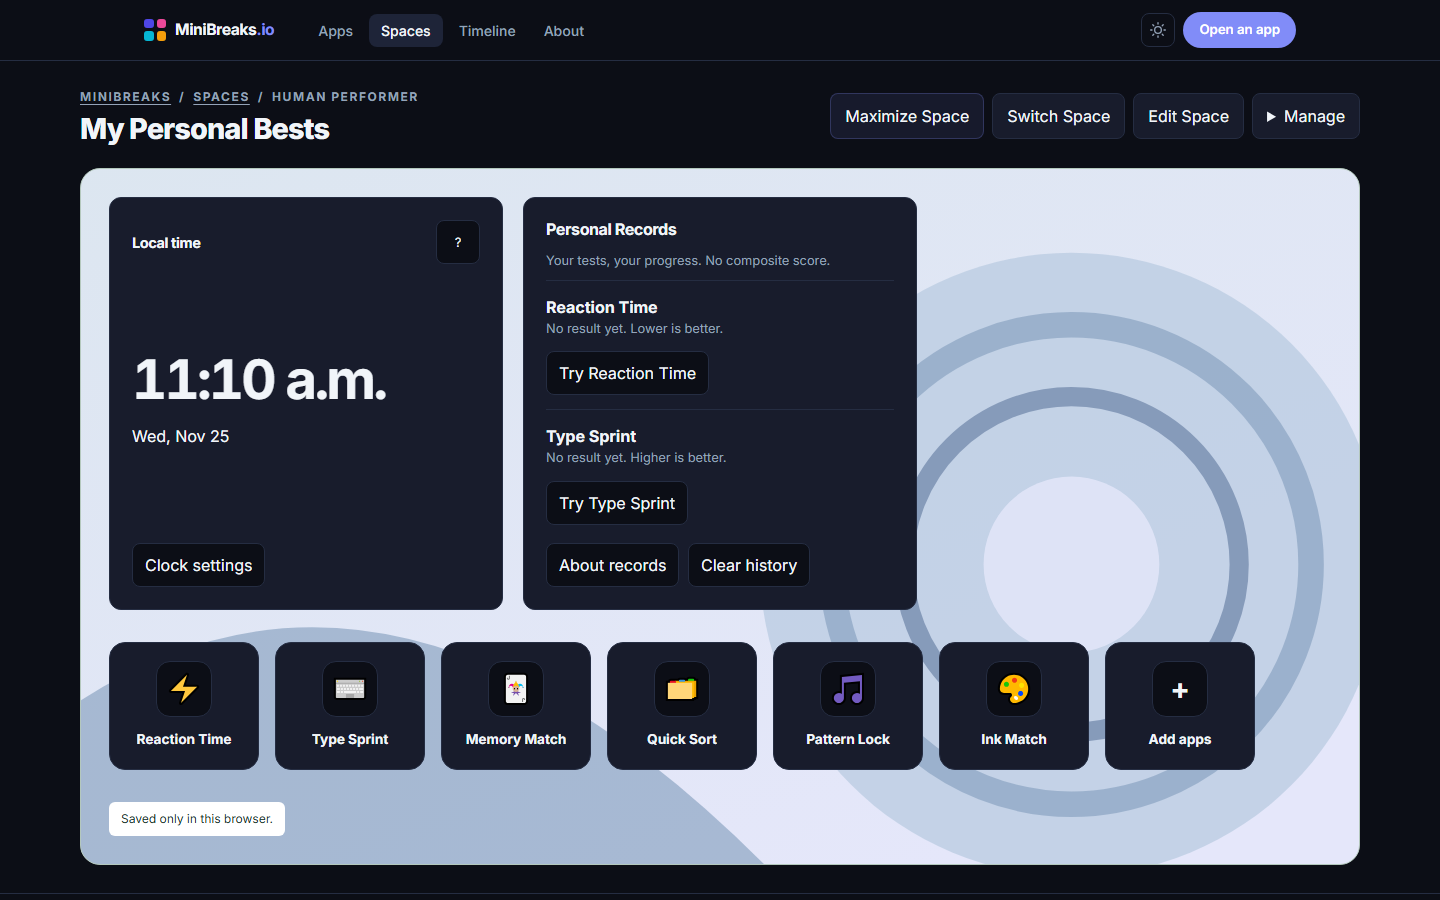 MiniBreaks.io
Apps
Spaces
Timeline
About
Open an app
MINIBREAKS / SPACES / HUMAN PERFORMER
My Personal Bests
Maximize Space
Switch Space
Edit Space
▶ Manage
Local time
?
11:10 a.m.
Wed, Nov 25
Clock settings
Personal Records
Your tests, your progress. No composite score.
Reaction Time
No result yet. Lower is better.
Try Reaction Time
Type Sprint
No result yet. Higher is better.
Try Type Sprint
About records
Clear history
Reaction Time
Type Sprint
Memory Match
Quick Sort
Pattern Lock
Ink Match
+
Add apps
Saved only in this browser.